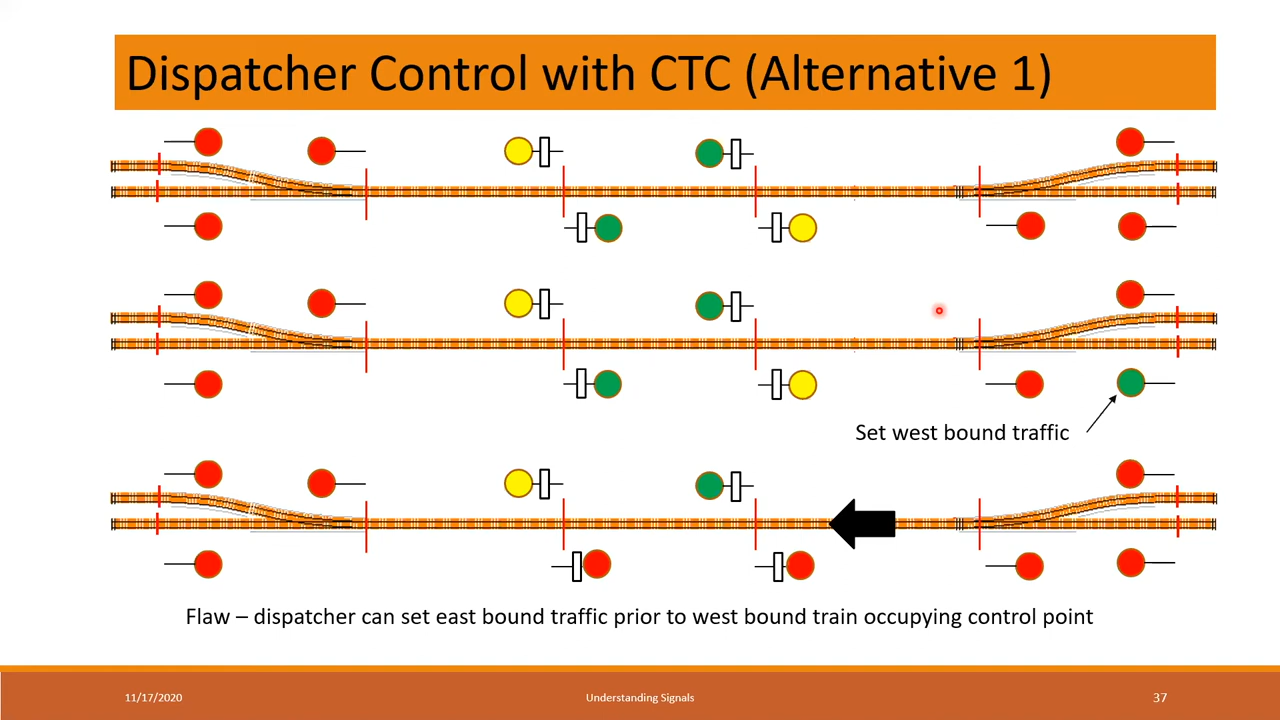 Dispatcher Control with CTC (Alternative 1)
Set west bound traffic
Flaw – dispatcher can set east bound traffic prior to west bound train occupying control point
11/17/2020
Understanding Signals
37